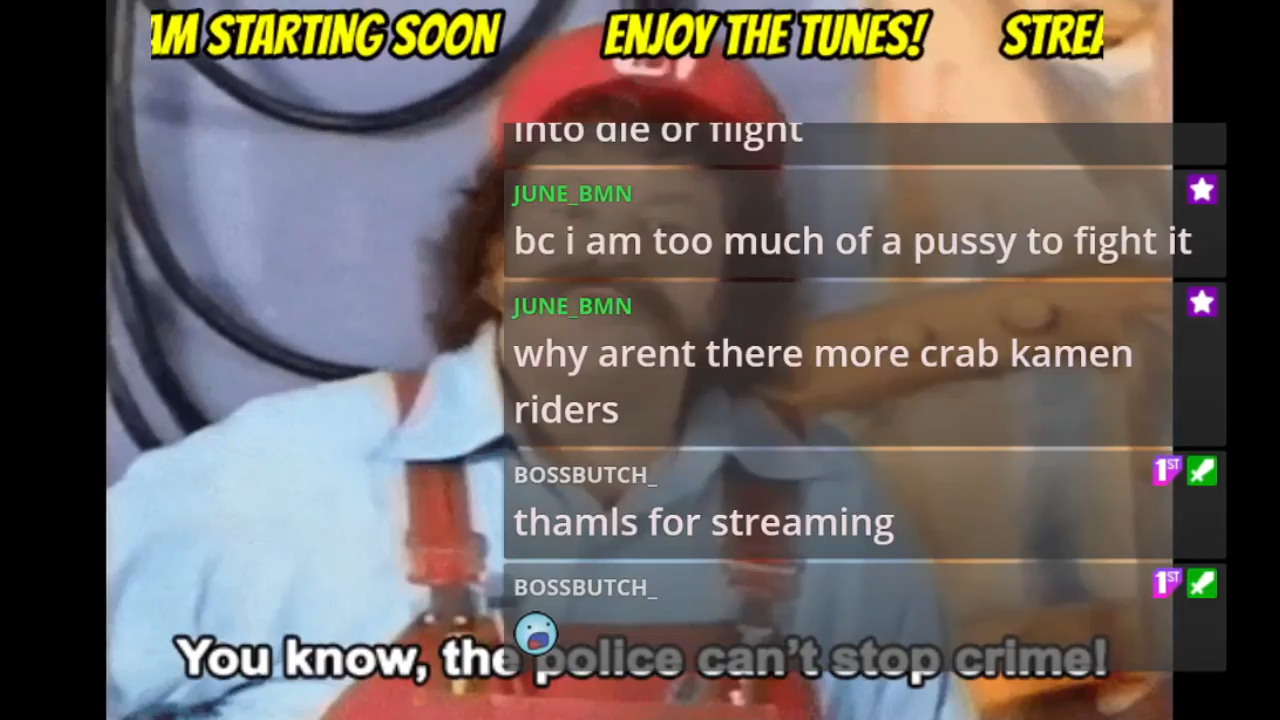 AM STARTING SOON ENJOY THE TUNES! STREA
into die or flight
JUNE_BMN
bc i am too much of a pussy to fight it
JUNE_BMN
why arent there more crab kamen
riders
BOSSBUTCH_ 1ST
thamls for streaming
BOSSBUTCH_ 1ST
You know, the police can't stop crime!